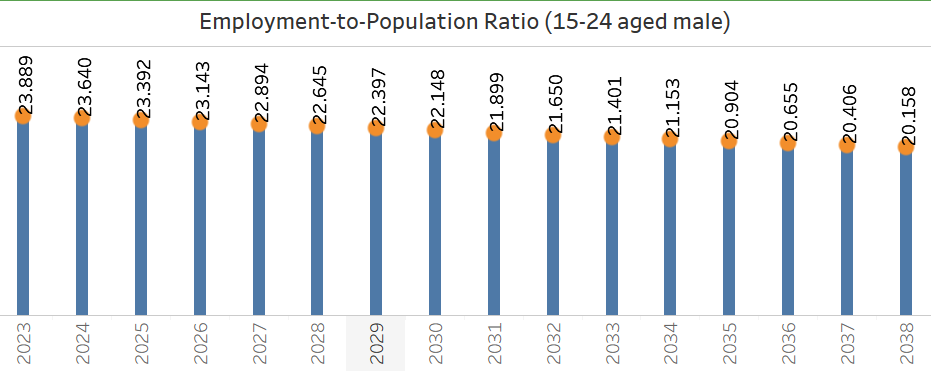 Employment-to-Population Ratio (15-24 aged male)
23.889 23.640 23.392 23.143 22.894 22.645 22.397 22.148 21.899 21.650 21.401 21.153 20.904 20.655 20.406 20.158
2023 2024 2025 2026 2027 2028 2029 2030 2031 2032 2033 2034 2035 2036 2037 2038